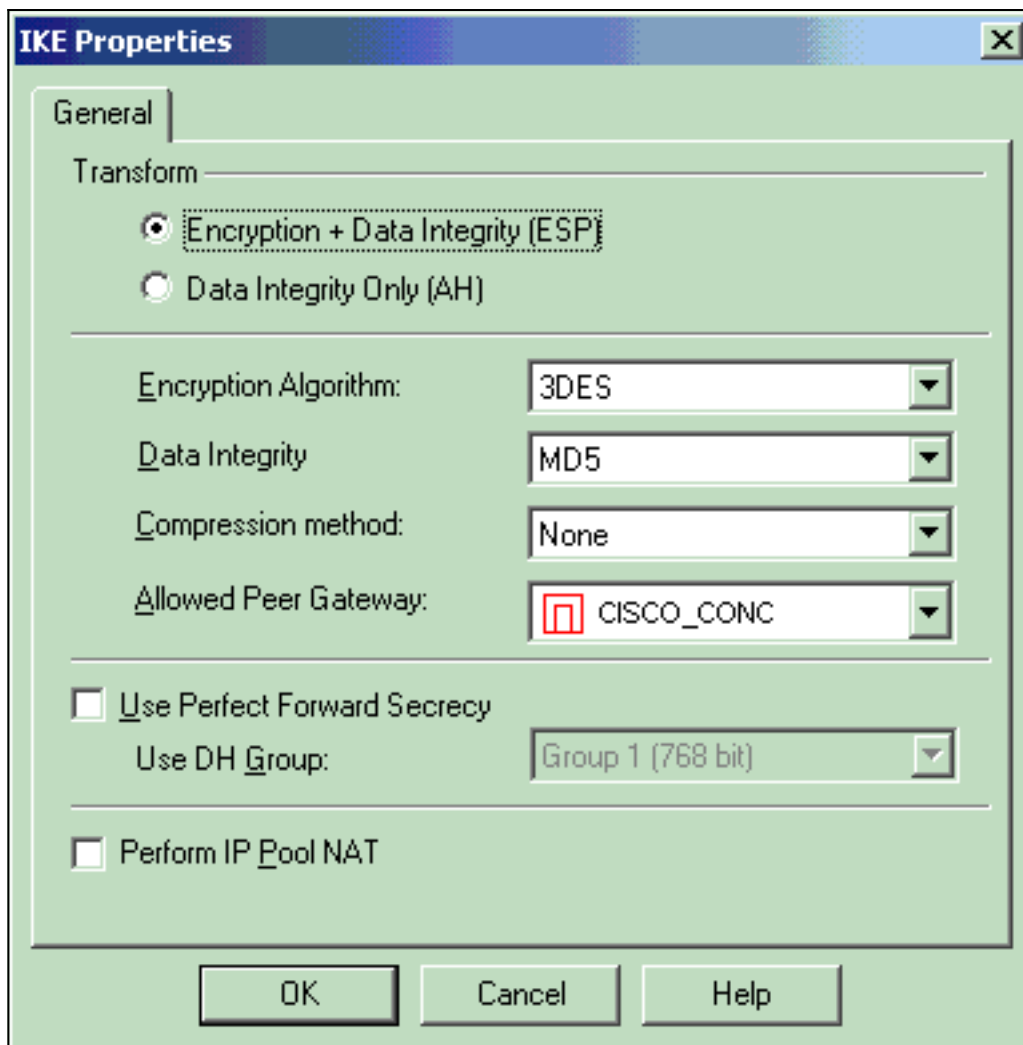 IKE Properties
General
Transform
Encryption + Data Integrity (ESP)
Data Integrity Only (AH)
Encryption Algorithm: 3DES
Data Integrity MD5
Compression method: None
Allowed Peer Gateway: CISCO_CONC
Use Perfect Forward Secrecy
Use DH Group: Group 1 (768 bit)
Perform IP Pool NAT
OK Cancel Help